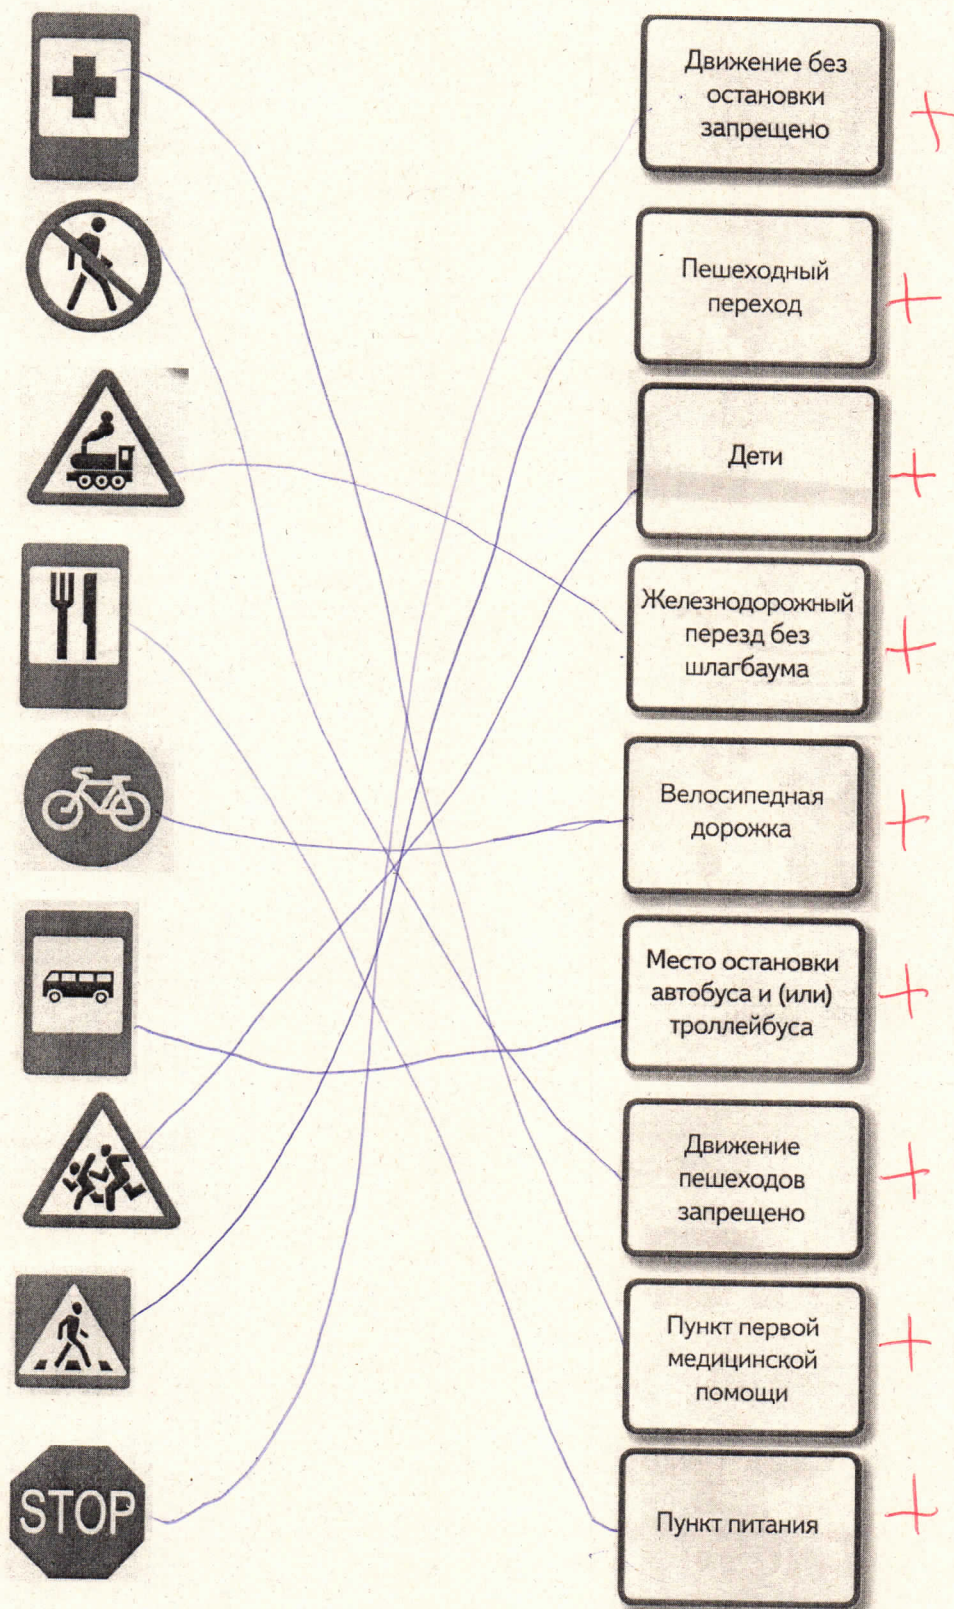 Движение без
остановки
запрещено
Пешеходный
переход
Дети
Железнодорожный
перезд без
шлагбаума
Велосипедная
дорожка
Место остановки
автобуса и (или)
троллейбуса
Движение
пешеходов
запрещено
Пункт первой
медицинской
помощи
STOP
Пункт питания